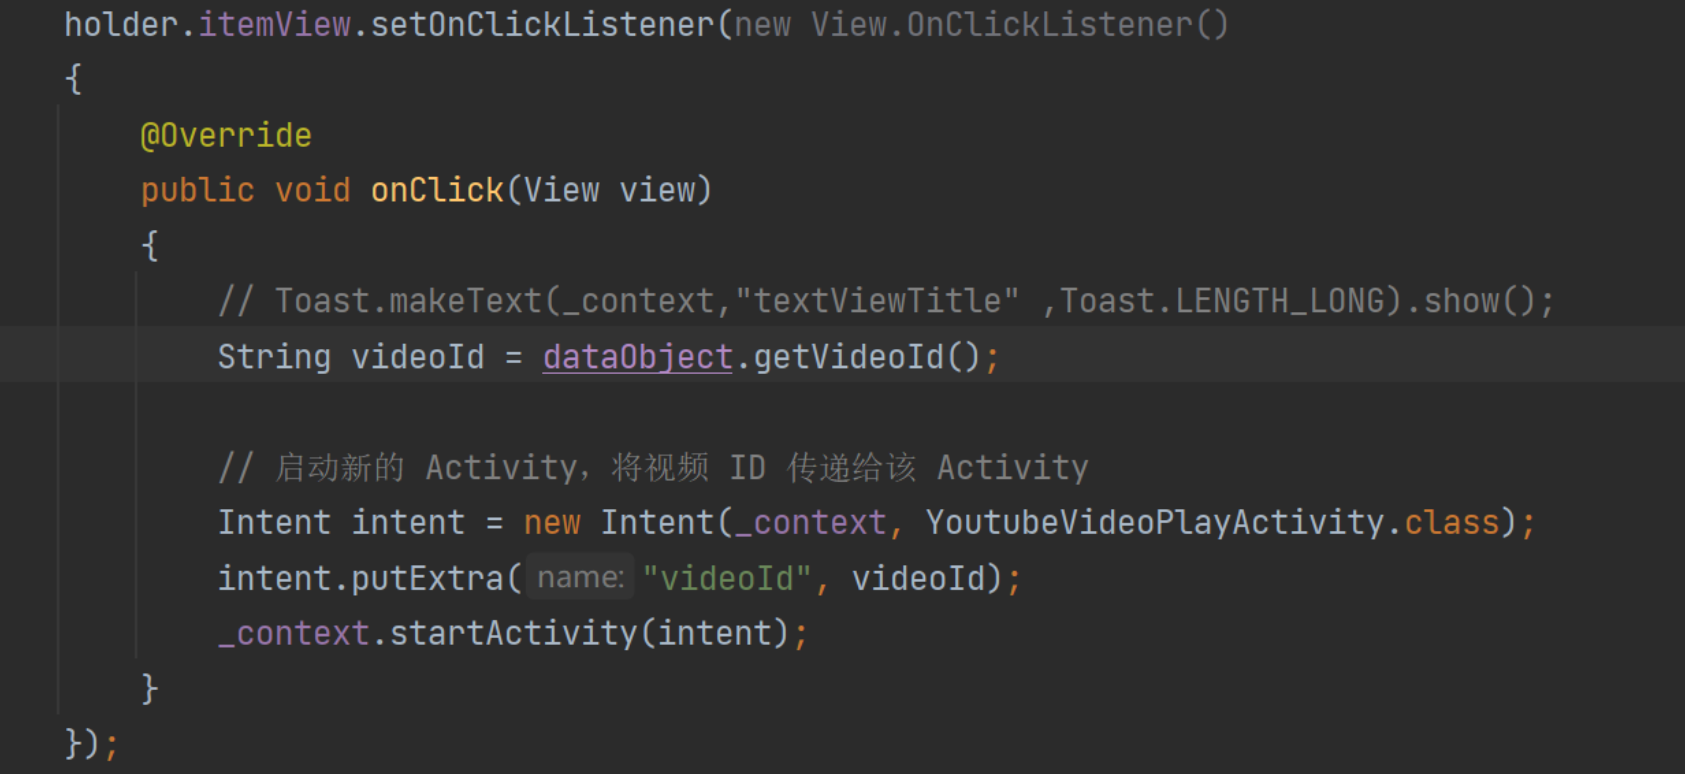 holder.itemView.setOnClickListener(new View.OnClickListener()
{
@Override
public void onClick(View view)
{
// Toast.makeText(_context,"textViewTitle" ,Toast.LENGTH_LONG).show();
String videoId = dataObject.getVideoId();
// 启动新的 Activity，将视频 ID 传递给该 Activity
Intent intent = new Intent(_context, YoutubeVideoPlayActivity.class);
intent.putExtra( name: "videoId", videoId);
_context.startActivity(intent);
}
});